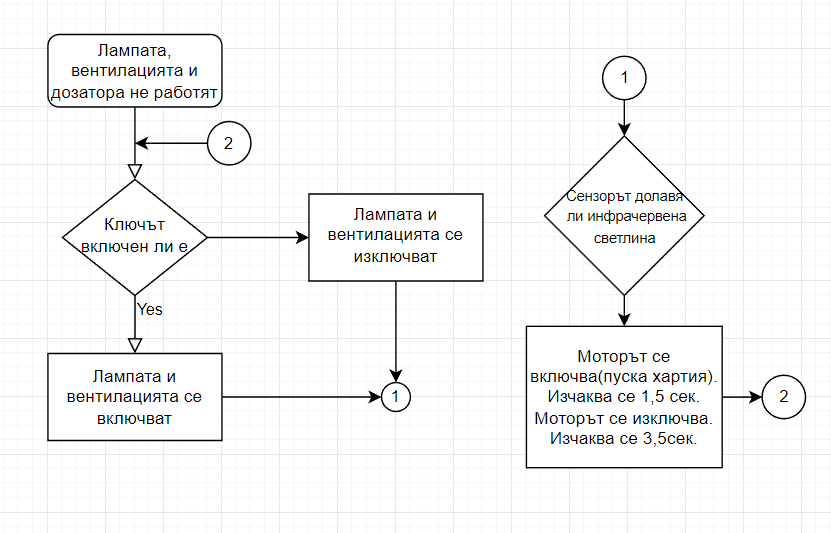 Лампата,
вентилацията и
дозатора не работят
2
Ключът
включен ли е
Yes
Лампата и
вентилацията се
изключват
Лампата и
вентилацията се
включват
1
1
Сензорът долавя
ли инфрачервена
светлина
Моторът се
включва(пуска хартия).
Изчаква се 1,5 сек.
Моторът се изключва.
Изчаква се 3,5сек.
2